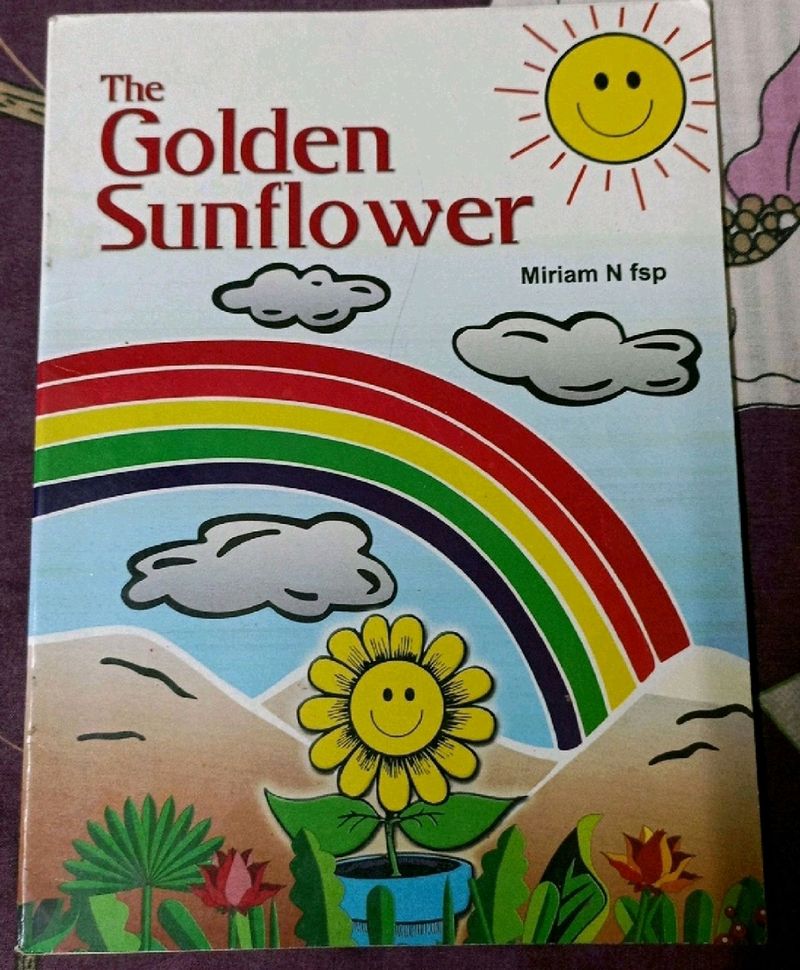 The
Golden
Sunflower
Miriam N fsp